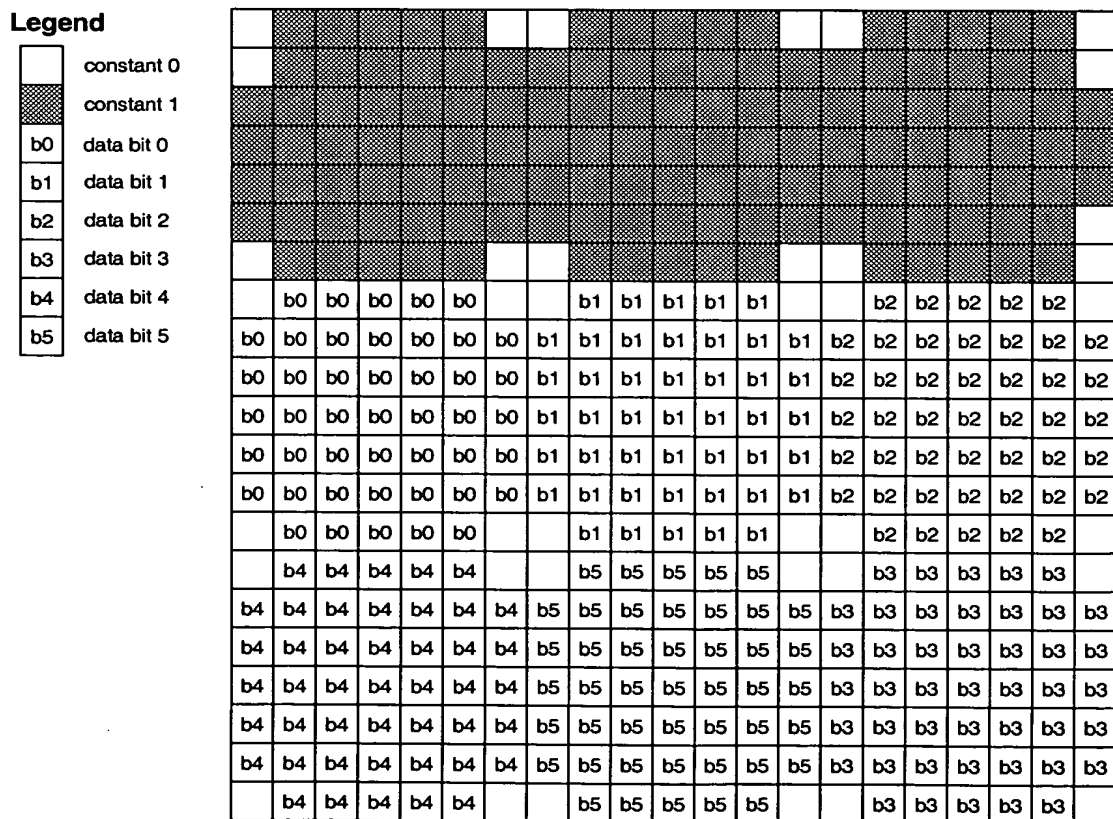 Legend
constant 0
constant 1
b0 data bit 0
b1 data bit 1
b2 data bit 2
b3 data bit 3
b4 data bit 4
b5 data bit 5
b0 b0 b0 b0 b0 b1 b1 b1 b1 b1 b2 b2 b2 b2 b2
b0 b0 b0 b0 b0 b0 b0 b1 b1 b1 b1 b1 b1 b1 b2 b2 b2 b2 b2 b2 b2
b0 b0 b0 b0 b0 b0 b0 b1 b1 b1 b1 b1 b1 b1 b2 b2 b2 b2 b2 b2 b2
b0 b0 b0 b0 b0 b0 b0 b1 b1 b1 b1 b1 b1 b1 b2 b2 b2 b2 b2 b2 b2
b0 b0 b0 b0 b0 b0 b0 b1 b1 b1 b1 b1 b1 b1 b2 b2 b2 b2 b2 b2 b2
b0 b0 b0 b0 b0 b0 b0 b1 b1 b1 b1 b1 b1 b1 b2 b2 b2 b2 b2 b2 b2
b0 b0 b0 b0 b0 b1 b1 b1 b1 b1 b2 b2 b2 b2 b2
b4 b4 b4 b4 b4 b5 b5 b5 b5 b5 b3 b3 b3 b3 b3
b4 b4 b4 b4 b4 b4 b4 b5 b5 b5 b5 b5 b5 b5 b3 b3 b3 b3 b3 b3 b3
b4 b4 b4 b4 b4 b4 b4 b5 b5 b5 b5 b5 b5 b5 b3 b3 b3 b3 b3 b3 b3
b4 b4 b4 b4 b4 b4 b4 b5 b5 b5 b5 b5 b5 b5 b3 b3 b3 b3 b3 b3 b3
b4 b4 b4 b4 b4 b4 b4 b5 b5 b5 b5 b5 b5 b5 b3 b3 b3 b3 b3 b3 b3
b4 b4 b4 b4 b4 b4 b4 b5 b5 b5 b5 b5 b5 b5 b3 b3 b3 b3 b3 b3 b3
b4 b4 b4 b4 b4 b5 b5 b5 b5 b5 b3 b3 b3 b3 b3